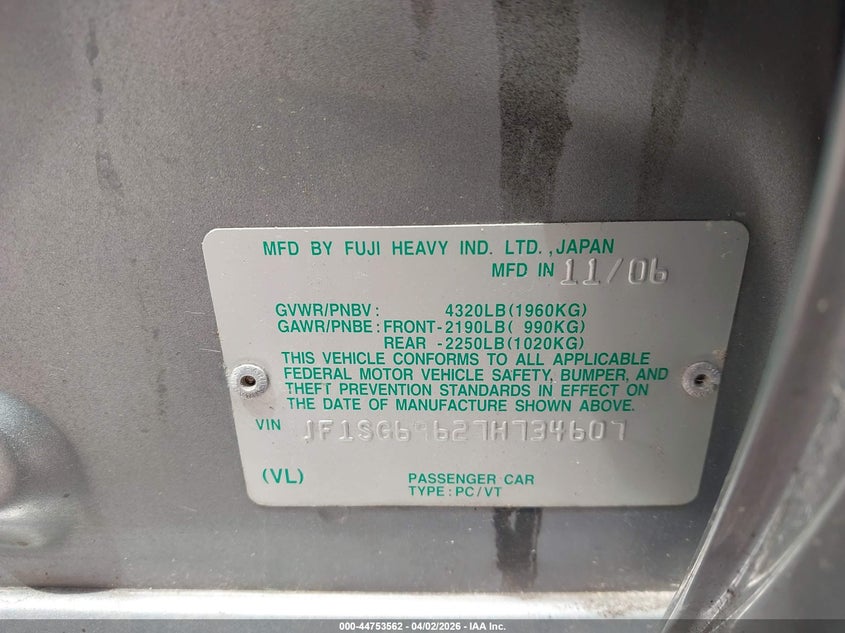 MFD BY FUJI HEAVY IND. LTD., JAPAN
MFD IN 11/06
GVWR/PNBV: 4320LB(1960KG)
GAWR/PNBE: FRONT-2190LB( 990KG)
REAR -2250LB(1020KG)
THIS VEHICLE CONFORMS TO ALL APPLICABLE
FEDERAL MOTOR VEHICLE SAFETY, BUMPER, AND
THEFT PREVENTION STANDARDS IN EFFECT ON
THE DATE OF MANUFACTURE SHOWN ABOVE.
VIN JF1SG69627H734607
(VL) PASSENGER CAR
TYPE: PC/VT
000-44753562 - 04/02/2026 - IAA Inc.